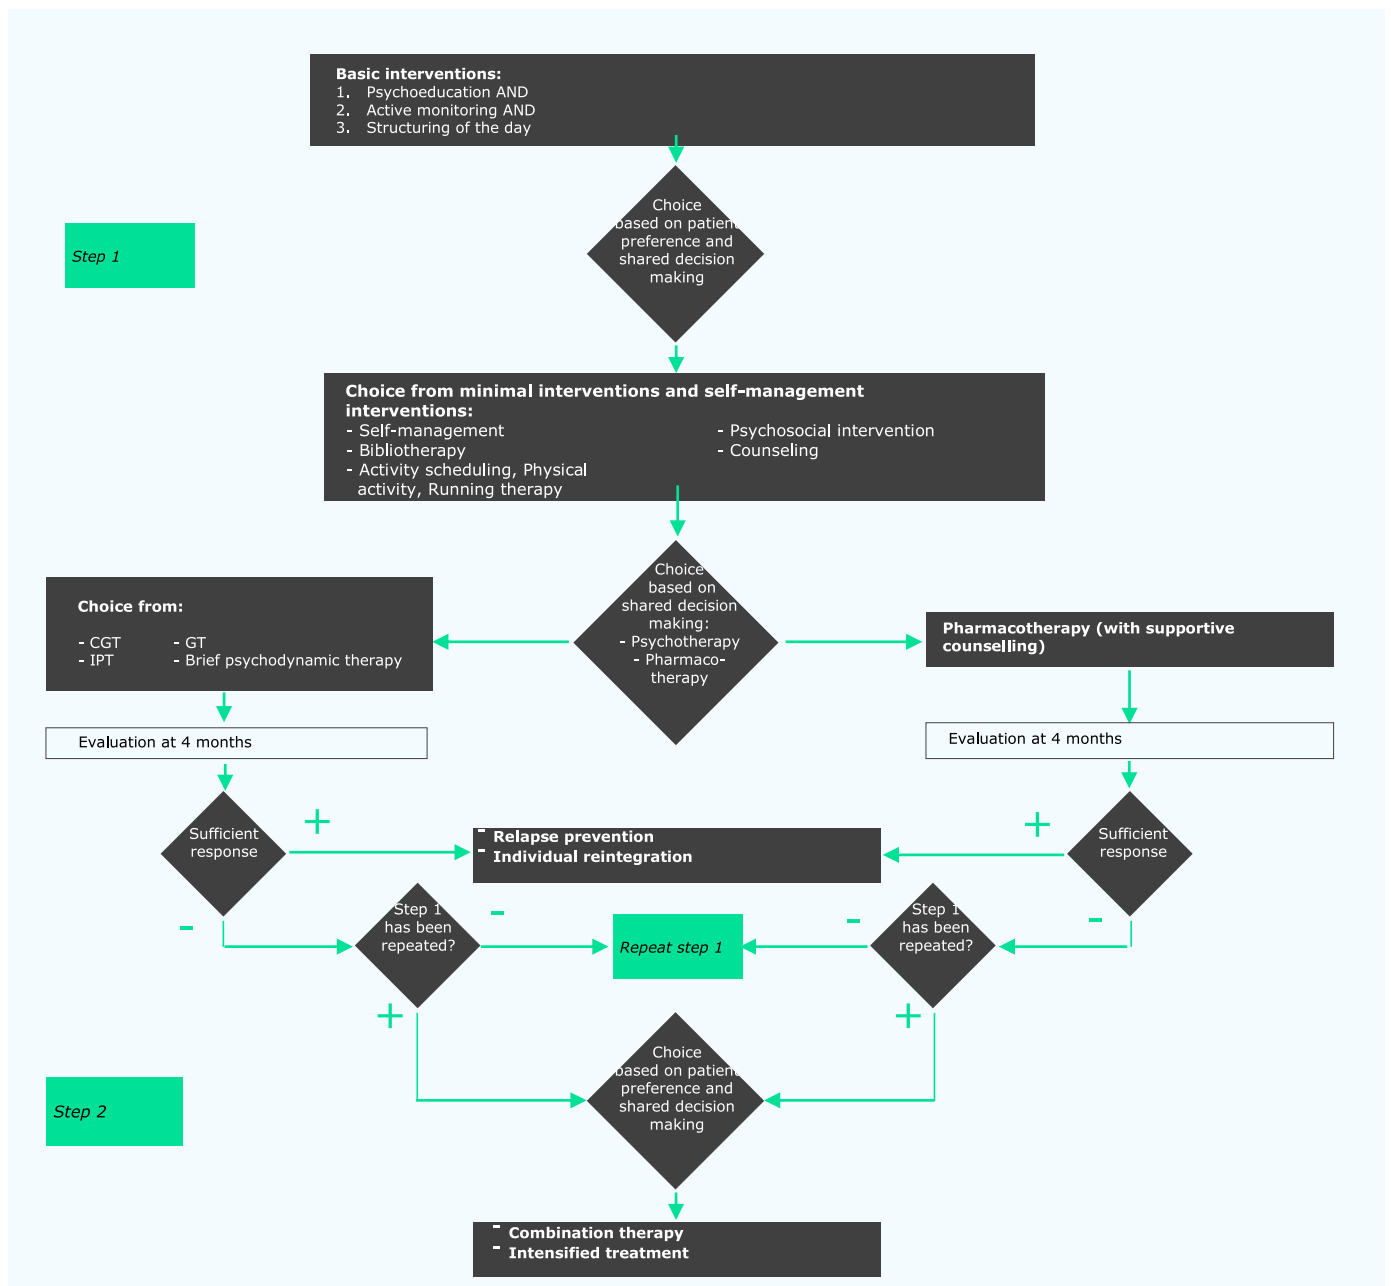 Basic interventions:
1. Psychoeducation AND
2. Active monitoring AND
3. Structuring of the day
Choice
based on patient
preference and
shared decision
making
Step 1
Choice from minimal interventions and self-management
interventions:
- Self-management
- Bibliotherapy
- Activity scheduling, Physical
activity, Running therapy
- Psychosocial intervention
- Counseling
Choice
based on
shared decision
making:
- Psychotherapy
- Pharmaco-
therapy
Choice from:
- CGT - GT
- IPT - Brief psychodynamic therapy
Pharmacotherapy (with supportive
counselling)
Evaluation at 4 months
Evaluation at 4 months
Sufficient
response
+
- Relapse prevention
- Individual reintegration
+
Sufficient
response
-
Step 1
has been
repeated?
-
Repeat step 1
-
Step 1
has been
repeated?
-
+
+
Choice
based on patient
preference and
shared decision
making
Step 2
- Combination therapy
- Intensified treatment